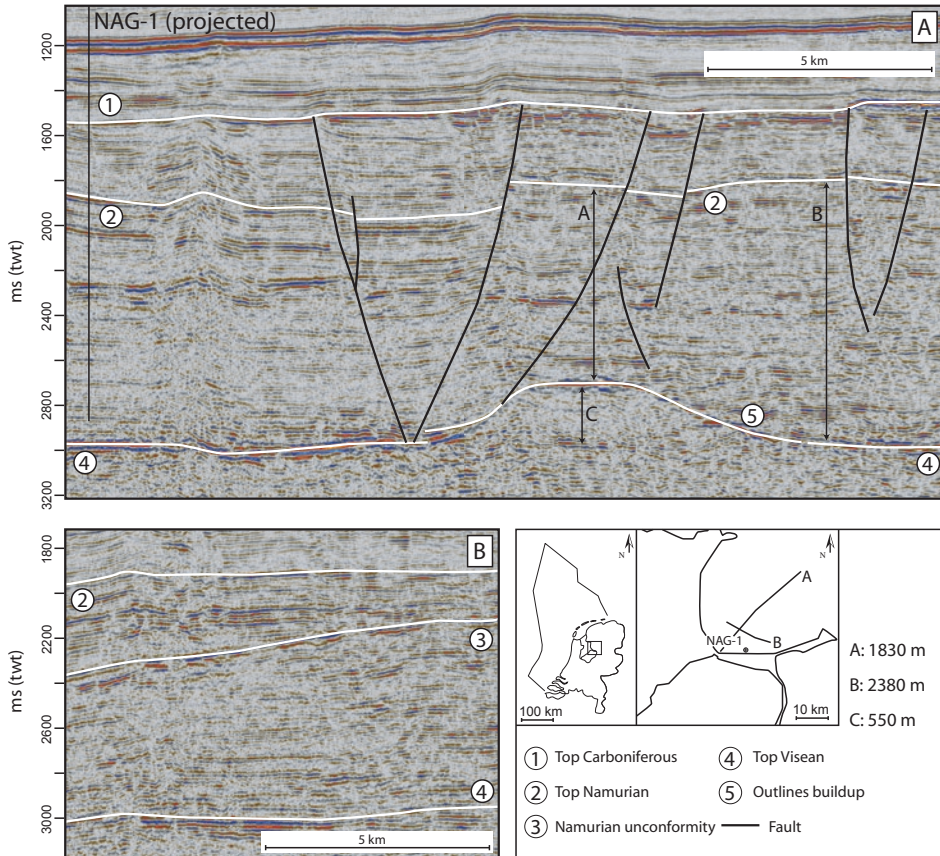 NAG-1 (projected)
A
5 km
1200
1600
2000
2400
2800
3200
ms (twt)
1
2
A
2
B
C
5
4
4
B
1800
2200
2600
3000
ms (twt)
2
3
4
5 km
N
100 km
N
A
NAG-1
B
10 km
A: 1830 m
B: 2380 m
C: 550 m
1 Top Carboniferous
4 Top Visean
2 Top Namurian
5 Outlines buildup
3 Namurian unconformity
Fault